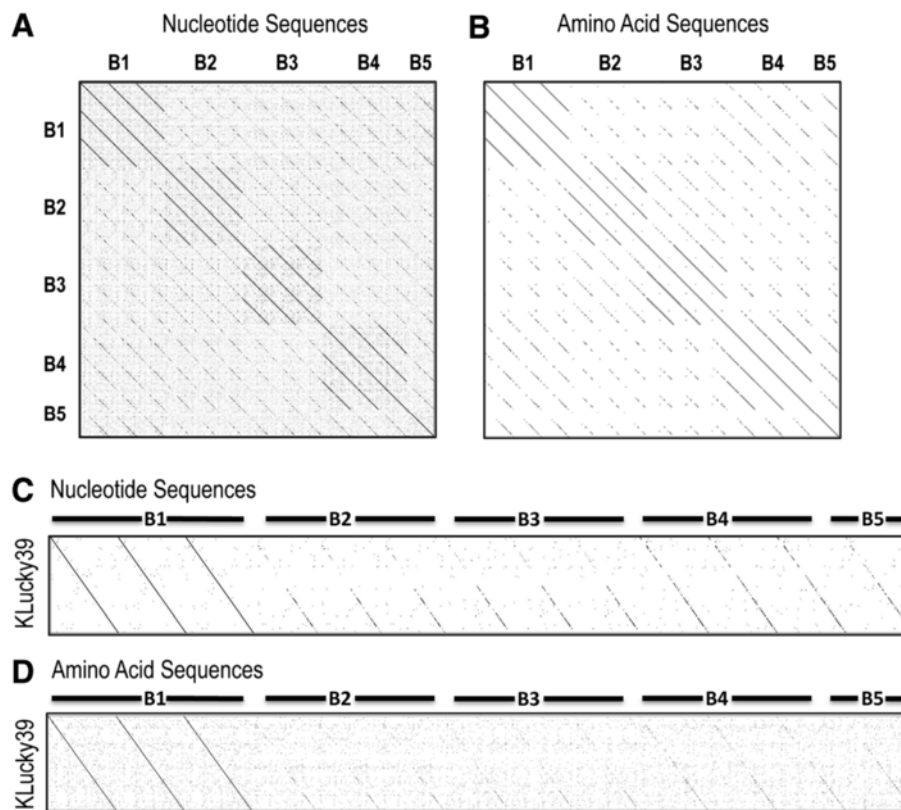 A Nucleotide Sequences
B1 B2 B3 B4 B5
B1
B2
B3
B4
B5
B Amino Acid Sequences
B1 B2 B3 B4 B5
C Nucleotide Sequences
B1 B2 B3 B4 B5
KLucky39
D Amino Acid Sequences
B1 B2 B3 B4 B5
KLucky39